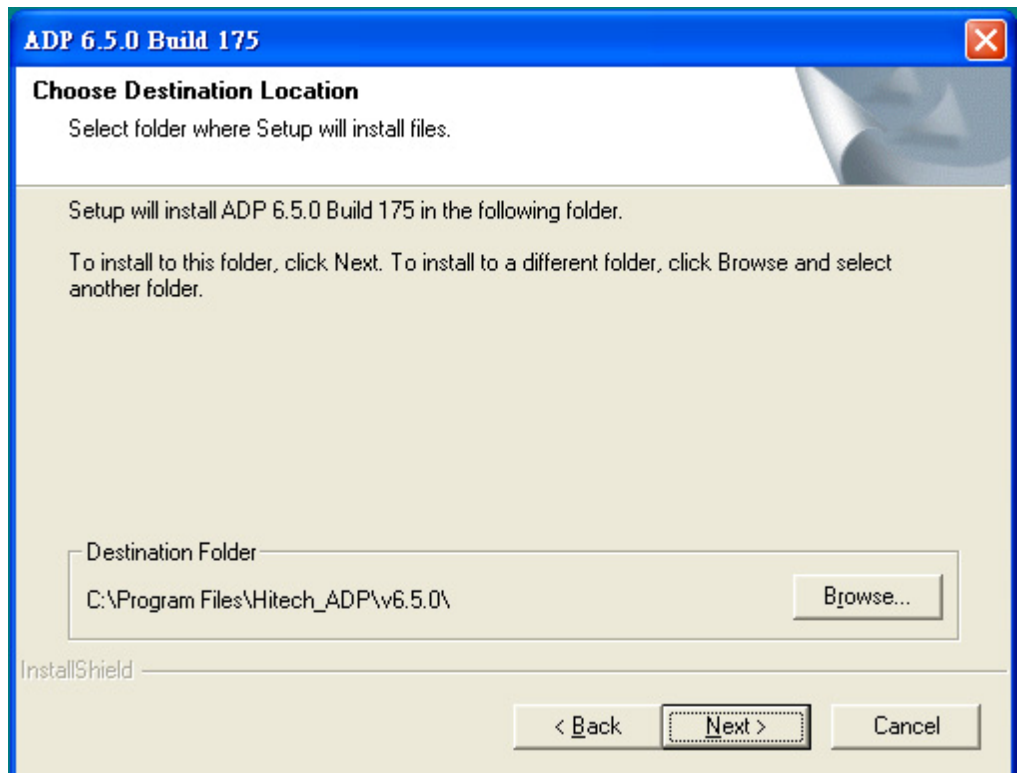 ADP 6.5.0 Build 175
Choose Destination Location
Select folder where Setup will install files.
Setup will install ADP 6.5.0 Build 175 in the following folder.
To install to this folder, click Next. To install to a different folder, click Browse and select
another folder.
Destination Folder
C:\Program Files\Hitech_ADP\v6.5.0\
Browse...
InstallShield
< Back
Next >
Cancel